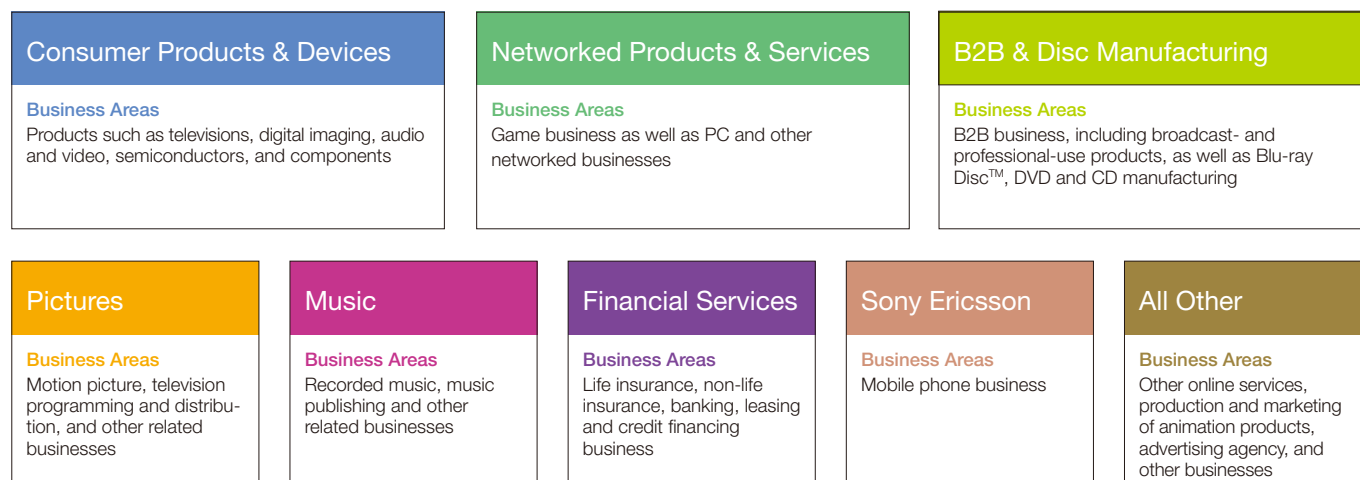 Consumer Products & Devices
Business Areas
Products such as televisions, digital imaging, audio
and video, semiconductors, and components
Networked Products & Services
Business Areas
Game business as well as PC and other
networked businesses
B2B & Disc Manufacturing
Business Areas
B2B business, including broadcast- and
professional-use products, as well as Blu-ray
Disc™, DVD and CD manufacturing
Pictures
Business Areas
Motion picture, television
programming and distribu-
tion, and other related
businesses
Music
Business Areas
Recorded music, music
publishing and other
related businesses
Financial Services
Business Areas
Life insurance, non-life
insurance, banking, leasing
and credit financing
business
Sony Ericsson
Business Areas
Mobile phone business
All Other
Business Areas
Other online services,
production and marketing
of animation products,
advertising agency, and
other businesses